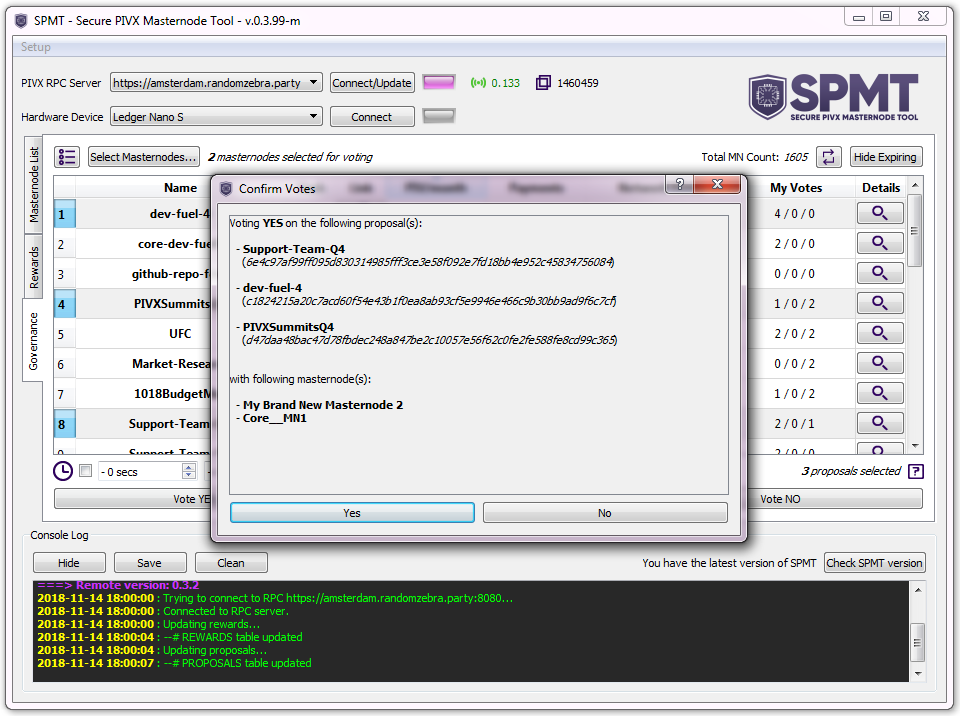 SPMT - Secure PIVX Masternode Tool - v.0.3.99-m
Setup
PIVX RPC Server https://amsterdam.randomzebra.party Connect/Update 0.133 1460459
SPMT
SECURE PIVX MASTERNODE TOOL
Hardware Device Ledger Nano S Connect
Masternode List
Rewards
Governance
Select Masternodes... 2 masternodes selected for voting Total MN Count: 1605 Hide Expiring
Name My Votes Details
1 dev-fuel-4 4 / 0 / 0
2 core-dev-fue 2 / 0 / 0
3 github-repo-f 0 / 0 / 0
4 PIVXSummits 1 / 0 / 2
5 UFC 2 / 0 / 2
6 Market-Resea 0 / 0 / 2
7 1018BudgetM 1 / 0 / 2
8 Support-Team 2 / 0 / 1
- 0 secs 3 proposals selected ?
Vote YE Vote NO
Confirm Votes
Voting YES on the following proposal(s):
- Support-Team-Q4
(6e4c97af99ff095d830314985fff3ce3e58f092e7fd18bb4e952c45834756084)
- dev-fuel-4
(c1824215a20c7acd60f54e43b1f0ea8ab93cf5e9946e466c9b30bb9ad9f6c7cf)
- PIVXSummitsQ4
(d47daa48bac47d78fbdec248a847be2c10057e56f62c0fe2fe588fe8cd99c365)
with following masternode(s):
- My Brand New Masternode 2
- Core__MN1
Yes No
Console Log
Hide Save Clean You have the latest version of SPMT Check SPMT version
===> Remote version: 0.3.2
2018-11-14 18:00:00 : Trying to connect to RPC https://amsterdam.randomzebra.party:8080...
2018-11-14 18:00:00 : Connected to RPC server.
2018-11-14 18:00:00 : Updating rewards...
2018-11-14 18:00:04 : --# REWARDS table updated
2018-11-14 18:00:04 : Updating proposals...
2018-11-14 18:00:07 : --# PROPOSALS table updated